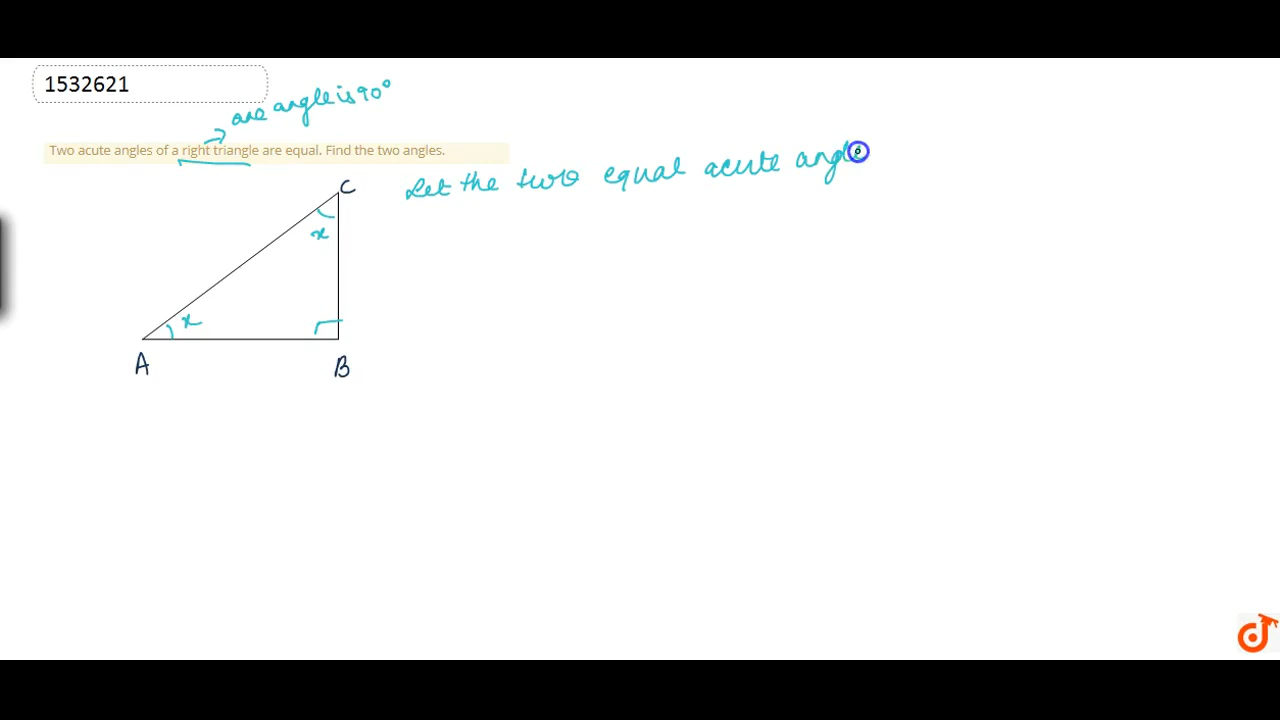 1532621
one angle is 90°
Two acute angles of a right triangle are equal. Find the two angles.
Let the two equal acute angle
C
x
x
A
B